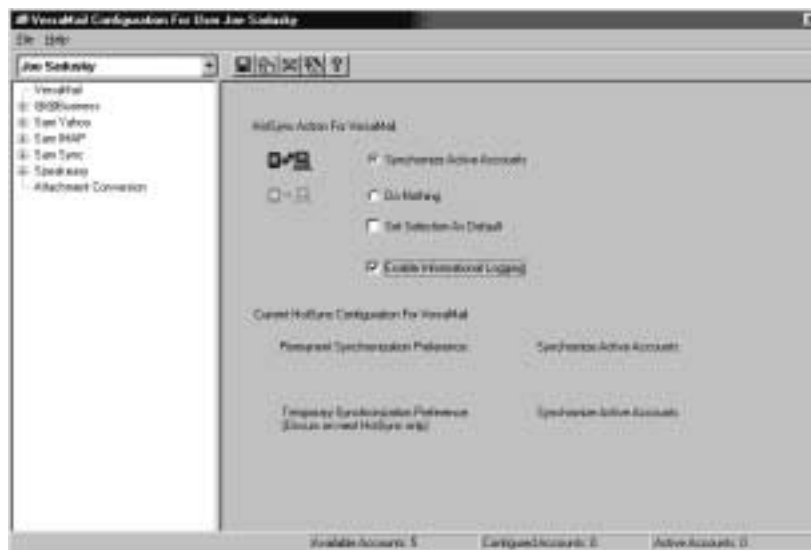 VersaMail Configuration For User Joe Sadusky
File Help
Joe Sadusky
VersaMail
Sam Yahoo
Sam IMAP
Sam Sync
Speakeasy
Attachment Conversion
HotSync Action For VersaMail
Synchronize Active Accounts
Do Nothing
Set Selection As Default
Enable Informational Logging
Current HotSync Configuration For VersaMail
Permanent Synchronization Preference: Synchronize Active Accounts
Temporary Synchronization Preference Synchronize Active Accounts
(Occurs on next HotSync only)
Available Accounts: 5 Configured Accounts: 0 Active Accounts: 0